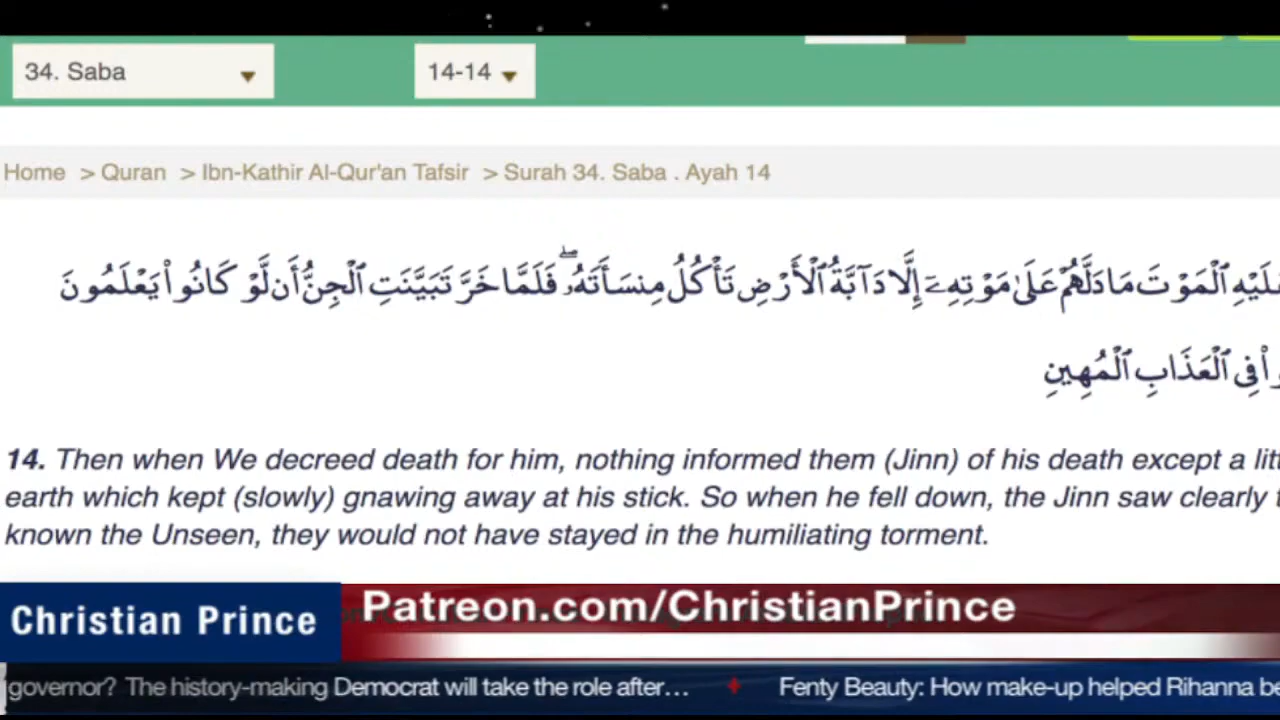 34. Saba
14-14
Home > Quran > Ibn-Kathir Al-Qur'an Tafsir > Surah 34. Saba . Ayah 14
عَلَيْهِ ٱلْمَوْتَ مَا دَلَّهُمْ عَلَىٰ مَوْتِهِۦٓ إِلَّا دَآبَّةُ ٱلْأَرْضِ تَأْكُلُ مِنسَأَتَهُۥ ۖ فَلَمَّا خَرَّ تَبَيَّنَتِ ٱلْجِنُّ أَن لَّوْ كَانُوا۟ يَعْلَمُونَ
فِى ٱلْعَذَابِ ٱلْمُهِينِ
14. Then when We decreed death for him, nothing informed them (Jinn) of his death except a
earth which kept (slowly) gnawing away at his stick. So when he fell down, the Jinn saw clearly
known the Unseen, they would not have stayed in the humiliating torment.
Christian Prince
Patreon.com/ChristianPrince
governor? The history-making Democrat will take the role after... Fenty Beauty: How make-up helped Rihanna